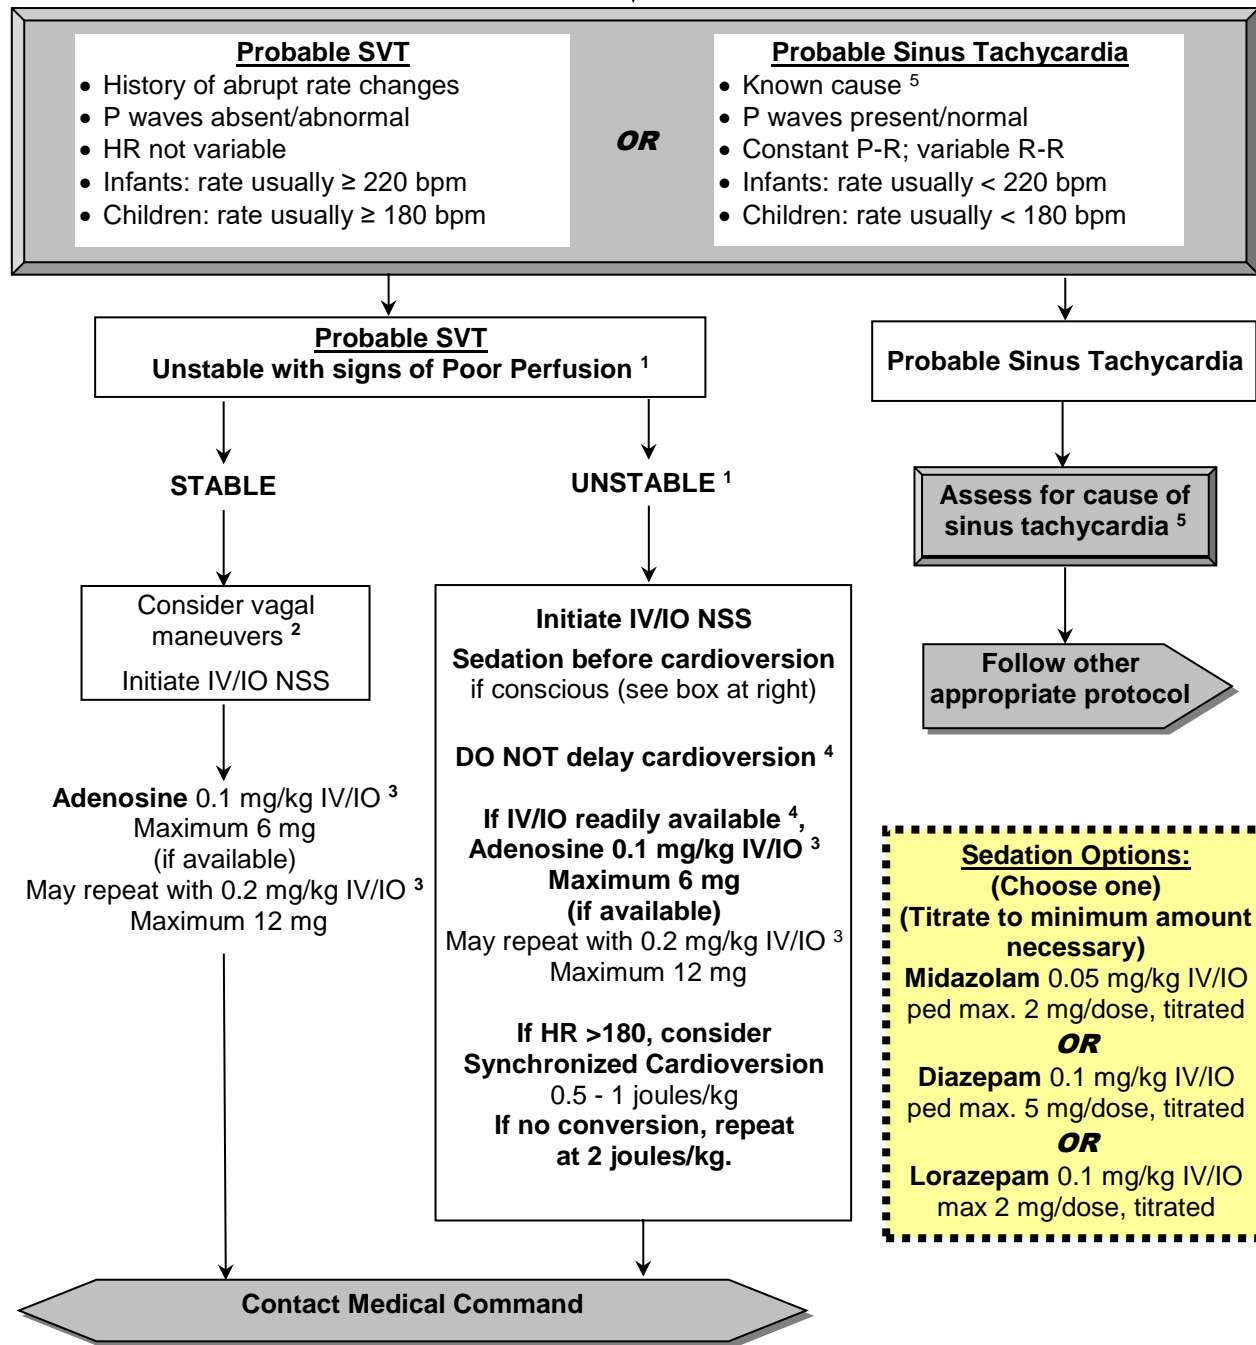 Probable SVT
• History of abrupt rate changes
• P waves absent/abnormal
• HR not variable
• Infants: rate usually ≥ 220 bpm
• Children: rate usually ≥ 180 bpm
OR
Probable Sinus Tachycardia
• Known cause 5
• P waves present/normal
• Constant P-R; variable R-R
• Infants: rate usually < 220 bpm
• Children: rate usually < 180 bpm
Probable SVT
Unstable with signs of Poor Perfusion 1
Probable Sinus Tachycardia
STABLE
UNSTABLE 1
Assess for cause of
sinus tachycardia 5
Consider vagal
maneuvers 2
Initiate IV/IO NSS
Follow other
appropriate protocol
Adenosine 0.1 mg/kg IV/IO 3
Maximum 6 mg
(if available)
May repeat with 0.2 mg/kg IV/IO 3
Maximum 12 mg
Initiate IV/IO NSS
Sedation before cardioversion
if conscious (see box at right)
DO NOT delay cardioversion 4
If IV/IO readily available 4,
Adenosine 0.1 mg/kg IV/IO 3
Maximum 6 mg
(if available)
May repeat with 0.2 mg/kg IV/IO 3
Maximum 12 mg
If HR >180, consider
Synchronized Cardioversion
0.5 - 1 joules/kg
If no conversion, repeat
at 2 joules/kg.
Sedation Options:
(Choose one)
(Titrate to minimum amount
necessary)
Midazolam 0.05 mg/kg IV/IO
ped max. 2 mg/dose, titrated
OR
Diazepam 0.1 mg/kg IV/IO
ped max. 5 mg/dose, titrated
OR
Lorazepam 0.1 mg/kg IV/IO
max 2 mg/dose, titrated
Contact Medical Command